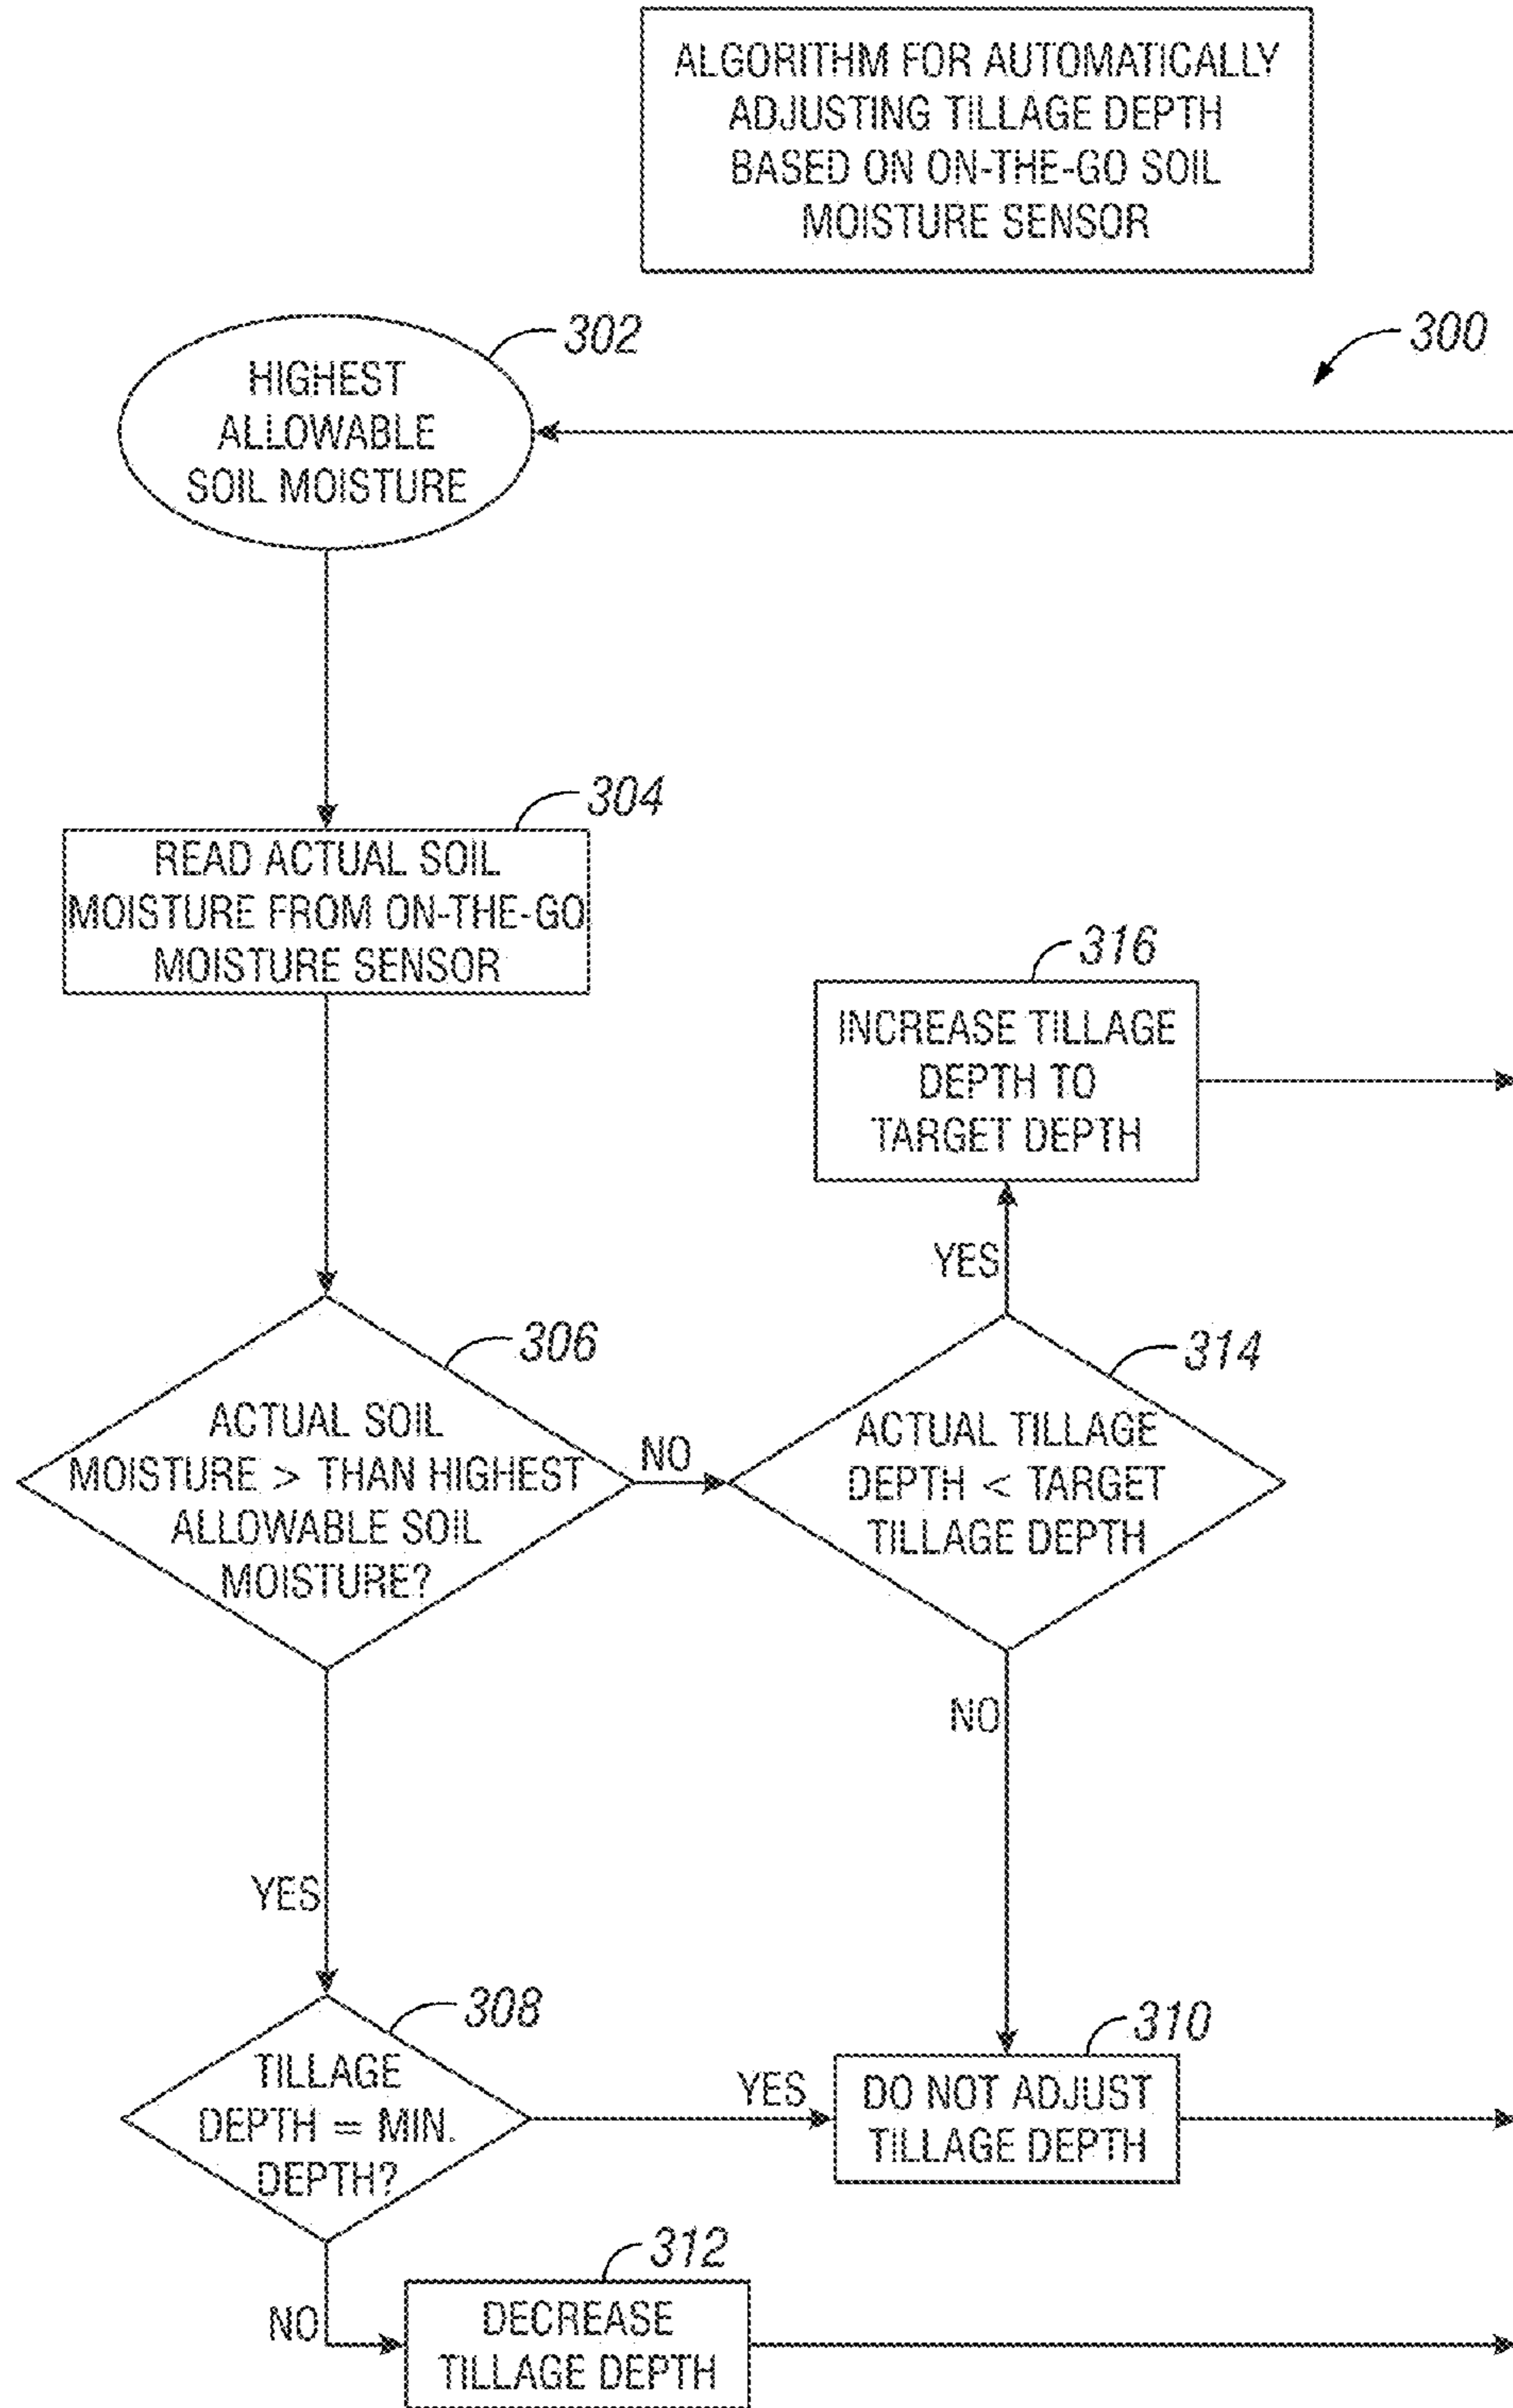 ALGORITHM FOR AUTOMATICALLY
ADJUSTING TILLAGE DEPTH
BASED ON ON-THE-GO SOIL
MOISTURE SENSOR
300
302
HIGHEST
ALLOWABLE
SOIL MOISTURE
304
READ ACTUAL SOIL
MOISTURE FROM ON-THE-GO
MOISTURE SENSOR
316
INCREASE TILLAGE
DEPTH TO
TARGET DEPTH
YES
306
ACTUAL SOIL
MOISTURE > THAN HIGHEST
ALLOWABLE SOIL
MOISTURE?
NO
314
ACTUAL TILLAGE
DEPTH < TARGET
TILLAGE DEPTH
NO
YES
308
TILLAGE
DEPTH = MIN.
DEPTH?
YES
310
DO NOT ADJUST
TILLAGE DEPTH
NO
312
DECREASE
TILLAGE DEPTH